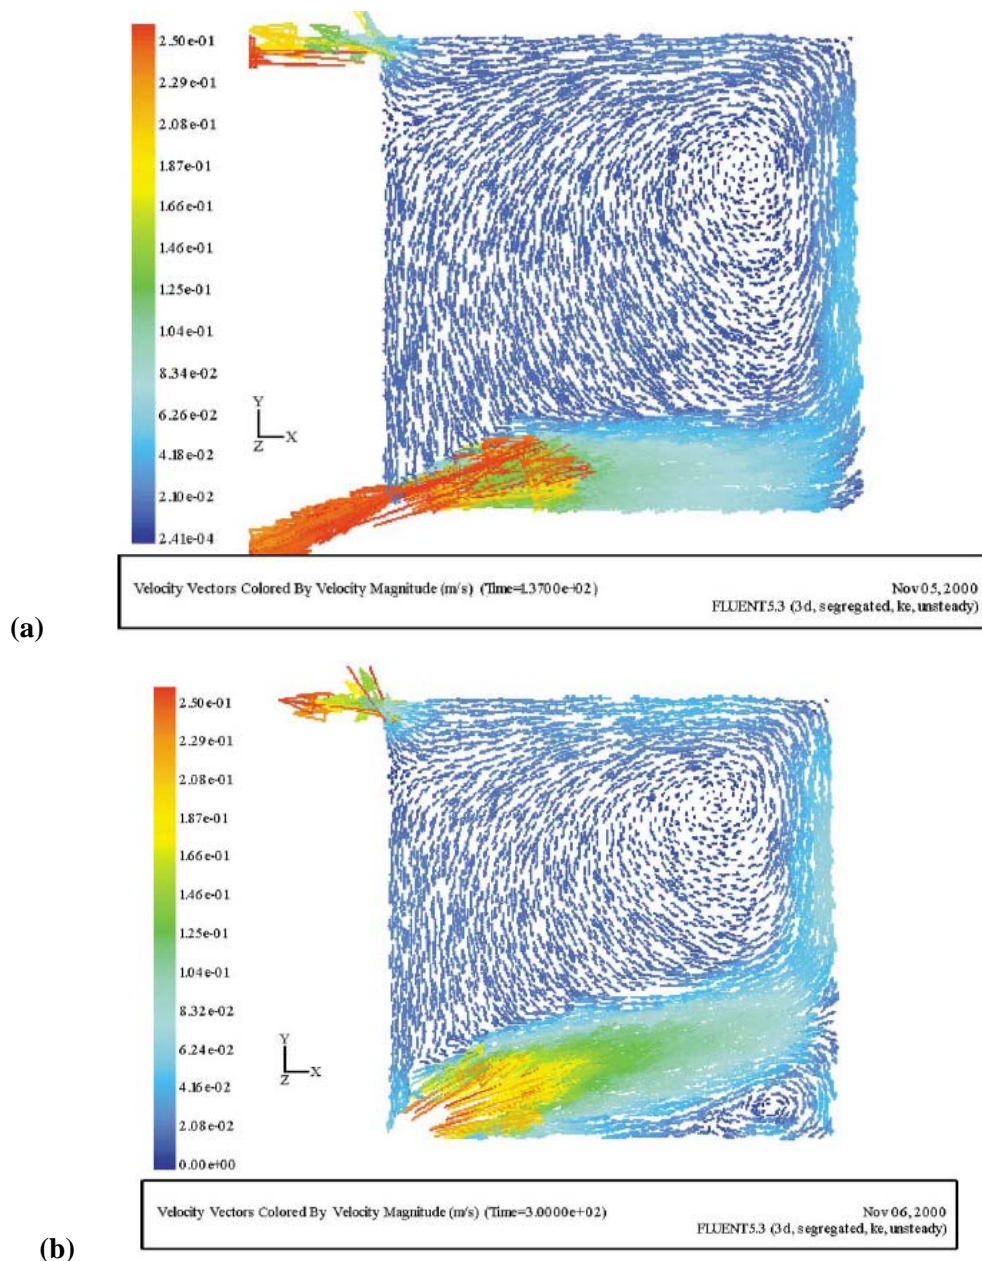 (a)
2.50e-01
2.29e-01
2.08e-01
1.87e-01
1.66e-01
1.46e-01
1.25e-01
1.04e-01
8.34e-02
6.26e-02
4.18e-02
2.10e-02
2.41e-04
Y
Z X
Velocity Vectors Colored By Velocity Magnitude (m/s) (Time=4.3700e+02)
Nov 05, 2000
FLUENT 5.3 (3d, segregated, ke, unsteady)
2.50e-01
2.29e-01
2.08e-01
1.87e-01
1.66e-01
1.46e-01
1.25e-01
1.04e-01
8.32e-02
6.24e-02
4.16e-02
2.08e-02
0.00e+00
Y
Z X
Velocity Vectors Colored By Velocity Magnitude (m/s) (Time=3.0000e+02)
Nov 06, 2000
FLUENT 5.3 (3d, segregated, ke, unsteady)
(b)